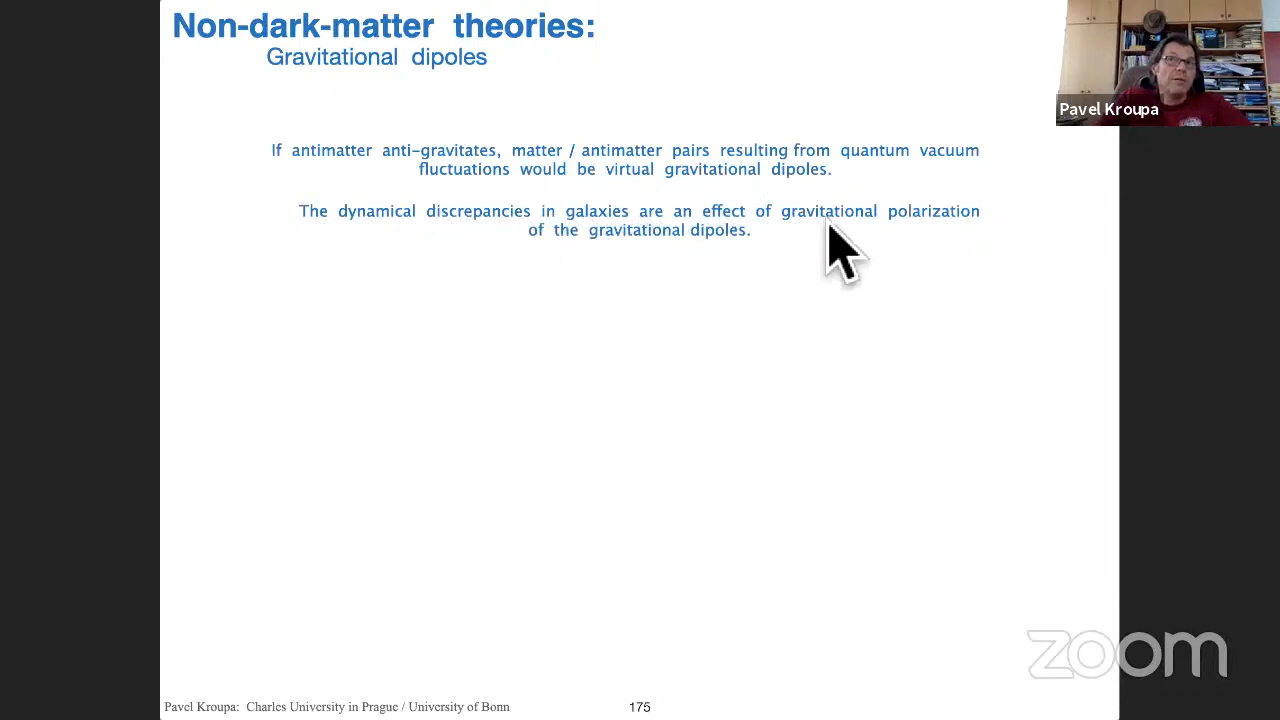 Non-dark-matter theories:
Gravitational dipoles
Pavel Kroupa
If antimatter anti-gravitates, matter / antimatter pairs resulting from quantum vacuum
fluctuations would be virtual gravitational dipoles.
The dynamical discrepancies in galaxies are an effect of gravitational polarization
of the gravitational dipoles.
zoom
Pavel Kroupa: Charles University in Prague / University of Bonn
175